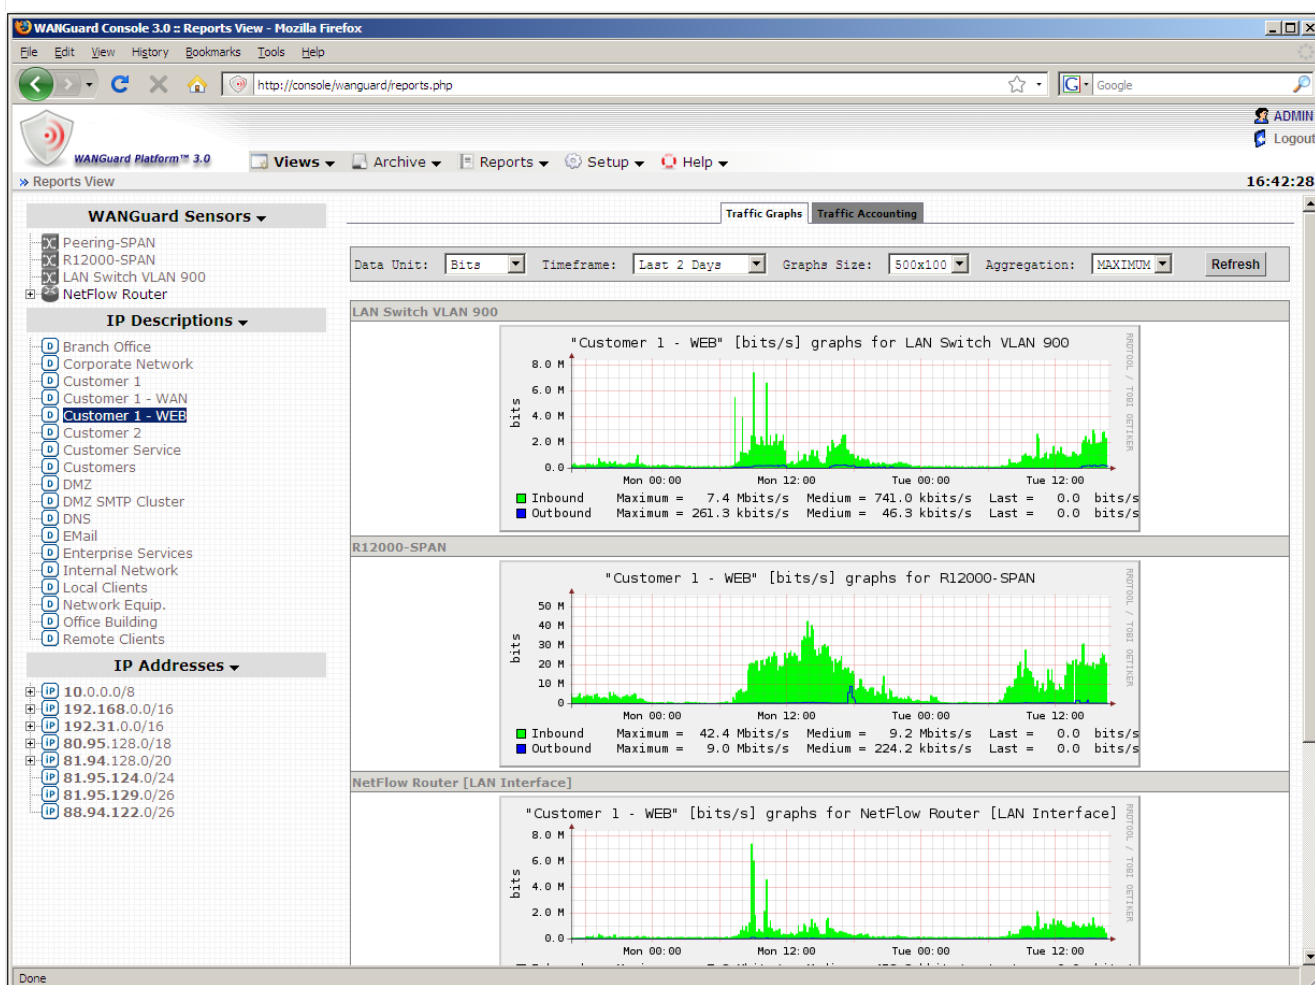 WANGuard Console 3.0 :: Reports View - Mozilla Firefox
File Edit View History Bookmarks Tools Help
http://console/wanguard/reports.php
Google
ADMIN
Logout
WANGuard Platform™ 3.0
Views Archive Reports Setup Help
» Reports View
16:42:28
WANGuard Sensors
Peering-SPAN
R12000-SPAN
LAN Switch VLAN 900
NetFlow Router
IP Descriptions
Branch Office
Corporate Network
Customer 1
Customer 1 - WAN
Customer 1 - WEB
Customer 2
Customer Service
Customers
DMZ
DMZ SMTP Cluster
DNS
EMail
Enterprise Services
Internal Network
Local Clients
Network Equip.
Office Building
Remote Clients
IP Addresses
10.0.0.0/8
192.168.0.0/16
192.31.0.0/16
80.95.128.0/18
81.94.128.0/20
81.95.124.0/24
81.95.129.0/26
88.94.122.0/26
Traffic Graphs Traffic Accounting
Data Unit: Bits Timeframe: Last 2 Days Graphs Size: 500x100 Aggregation: MAXIMUM Refresh
LAN Switch VLAN 900
"Customer 1 - WEB" [bits/s] graphs for LAN Switch VLAN 900
RRDTOOL / TOBI OETIKER
bits
8.0 M
6.0 M
4.0 M
2.0 M
0.0
Mon 00:00 Mon 12:00 Tue 00:00 Tue 12:00
Inbound Maximum = 7.4 Mbits/s Medium = 741.0 kbits/s Last = 0.0 bits/s
Outbound Maximum = 261.3 kbits/s Medium = 46.3 kbits/s Last = 0.0 bits/s
R12000-SPAN
"Customer 1 - WEB" [bits/s] graphs for R12000-SPAN
RRDTOOL / TOBI OETIKER
bits
50 M
40 M
30 M
20 M
10 M
0
Mon 00:00 Mon 12:00 Tue 00:00 Tue 12:00
Inbound Maximum = 42.4 Mbits/s Medium = 9.2 Mbits/s Last = 0.0 bits/s
Outbound Maximum = 9.0 Mbits/s Medium = 224.2 kbits/s Last = 0.0 bits/s
NetFlow Router [LAN Interface]
"Customer 1 - WEB" [bits/s] graphs for NetFlow Router [LAN Interface]
RRDTOOL / TOBI OETIKER
bits
8.0 M
6.0 M
4.0 M
2.0 M
0.0
Mon 00:00 Mon 12:00 Tue 00:00 Tue 12:00
Done